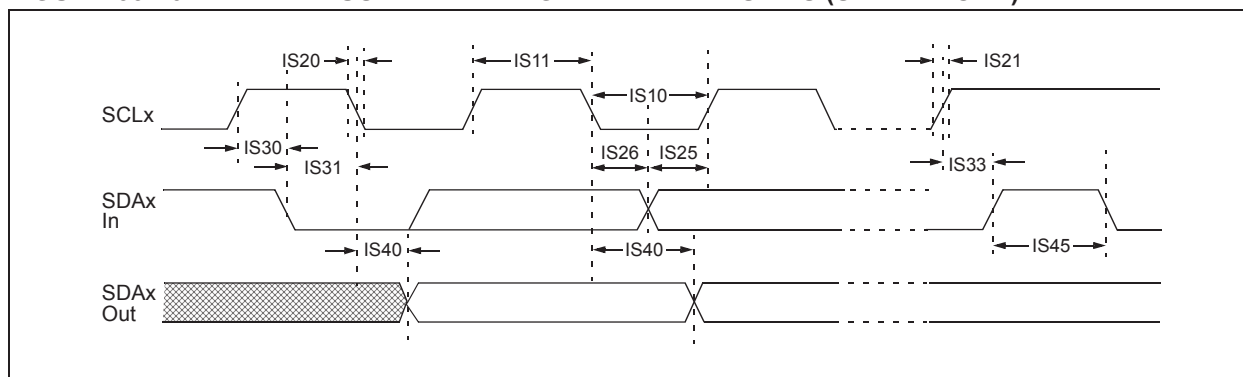 IS20
IS11
IS21
IS10
SCLx
IS30
IS31
IS26
IS25
IS33
SDAx
In
IS40
IS40
IS45
SDAx
Out